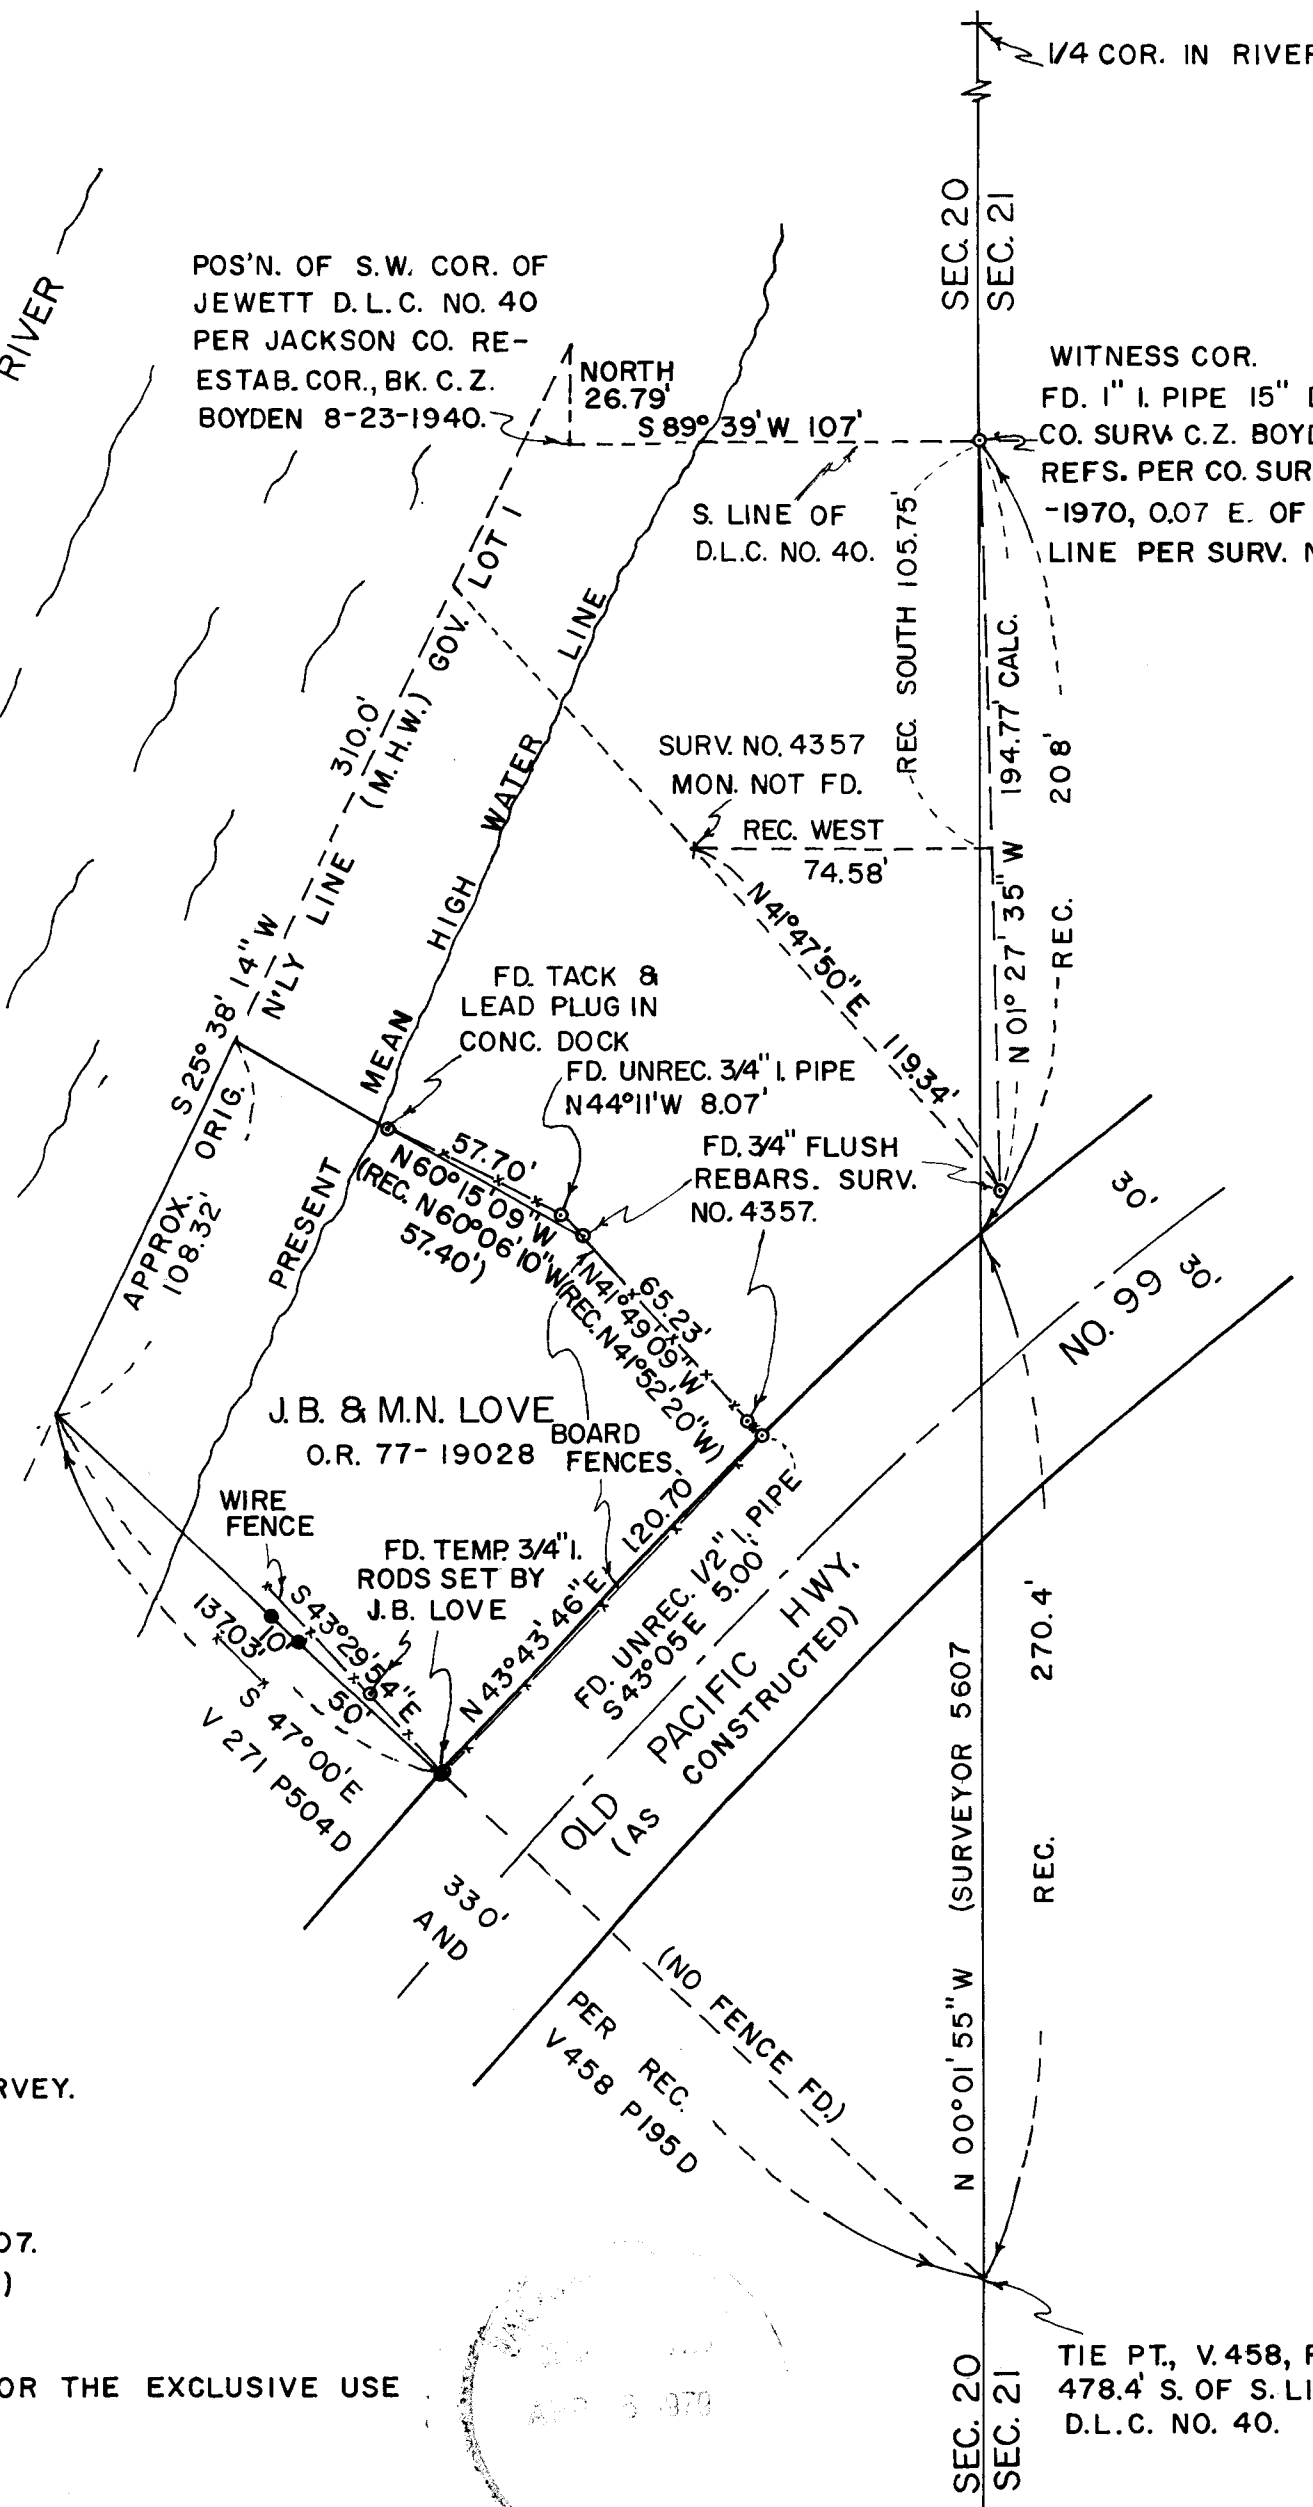 1/4 COR. IN RIVER
SEC. 20
SEC. 21
RIVER
POS'N. OF S.W. COR. OF
JEWETT D.L.C. NO. 40
PER JACKSON CO. RE-
ESTAB. COR., BK. C.Z.
BOYDEN 8-23-1940.
NORTH
26.79'
S 89° 39' W 107'
WITNESS COR.
FD. 1" I. PIPE 15"
CO. SURV. C.Z.
REFS. PER CO.
-1970, 0.07 E. OF
LINE PER SURV.
S. LINE OF
D.L.C. NO. 40.
REC. SOUTH 105.75'
N 01° 27' 35" W 194.77' CALC.
208'
REC.
GOV. LOT 1
310.0'
(M.H.W.)
S 25° 38' 14" W
N'LY LINE
MEAN HIGH WATER LINE
PRESENT
SURV. NO. 4357
MON. NOT FD.
REC. WEST
74.58'
N41°47'50"E 119.34'
FD. TACK &
LEAD PLUG IN
CONC. DOCK
FD. UNREC. 3/4" I. PIPE
N44°11'W 8.07'
FD. 3/4" FLUSH
REBARS. SURV.
NO. 4357.
APPROX. ORIG.
108.32'
57.70'
N60°15'09"W
(REC. N60°06'10"W
57.40')
65.23'
N41°49'09"W
(REC. N41°52'20"W)
30'
30'
NO. 99
J.B. & M.N. LOVE
O.R. 77-19028
BOARD
FENCES
WIRE
FENCE
FD. TEMP. 3/4" I.
RODS SET BY
J.B. LOVE
120.70'
N 43°43'46"E
FD. UNREC. 1/2" I. PIPE
S 43°05'E 5.00'
137.03'
10'
S 43°29'54"E
50'
S 47°00'E
V 271 P504 D
OLD PACIFIC HWY.
(AS CONSTRUCTED)
330'
AND
(NO FENCE FD.)
PER REC.
V 458 P195 D
N 00°01'55" W (SURVEYOR 5607
270.4'
REC.
RVEY.
07.
)
OR THE EXCLUSIVE USE
TIE PT., V. 458,
478.4' S. OF S.
D.L.C. NO. 40.
SEC. 20
SEC. 21